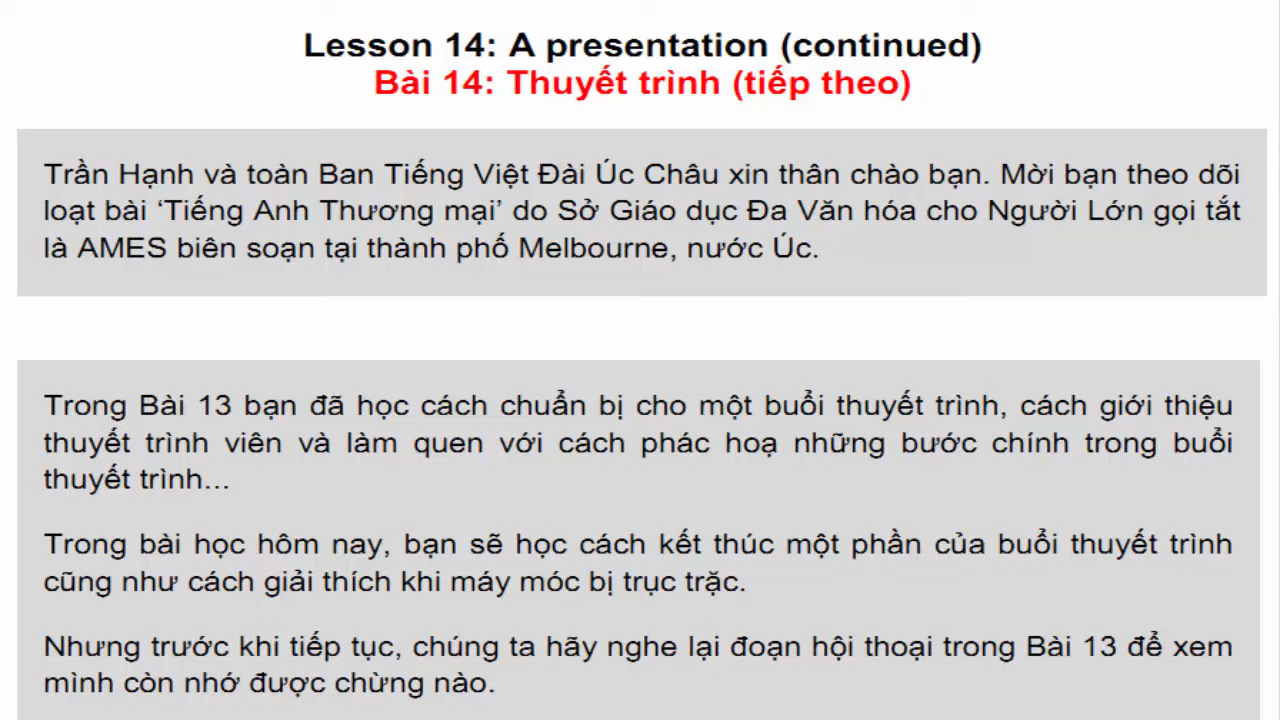 Lesson 14: A presentation (continued)
Bài 14: Thuyết trình (tiếp theo)
Trần Hạnh và toàn Ban Tiếng Việt Đài Úc Châu xin thân chào bạn. Mời bạn theo dõi
loạt bài ‘Tiếng Anh Thương mại’ do Sở Giáo dục Đa Văn hóa cho Người Lớn gọi tắt
là AMES biên soạn tại thành phố Melbourne, nước Úc.
Trong Bài 13 bạn đã học cách chuẩn bị cho một buổi thuyết trình, cách giới thiệu
thuyết trình viên và làm quen với cách phác hoạ những bước chính trong buổi
thuyết trình...
Trong bài học hôm nay, bạn sẽ học cách kết thúc một phần của buổi thuyết trình
cũng như cách giải thích khi máy móc bị trục trặc.
Nhưng trước khi tiếp tục, chúng ta hãy nghe lại đoạn hội thoại trong Bài 13 để xem
mình còn nhớ được chừng nào.